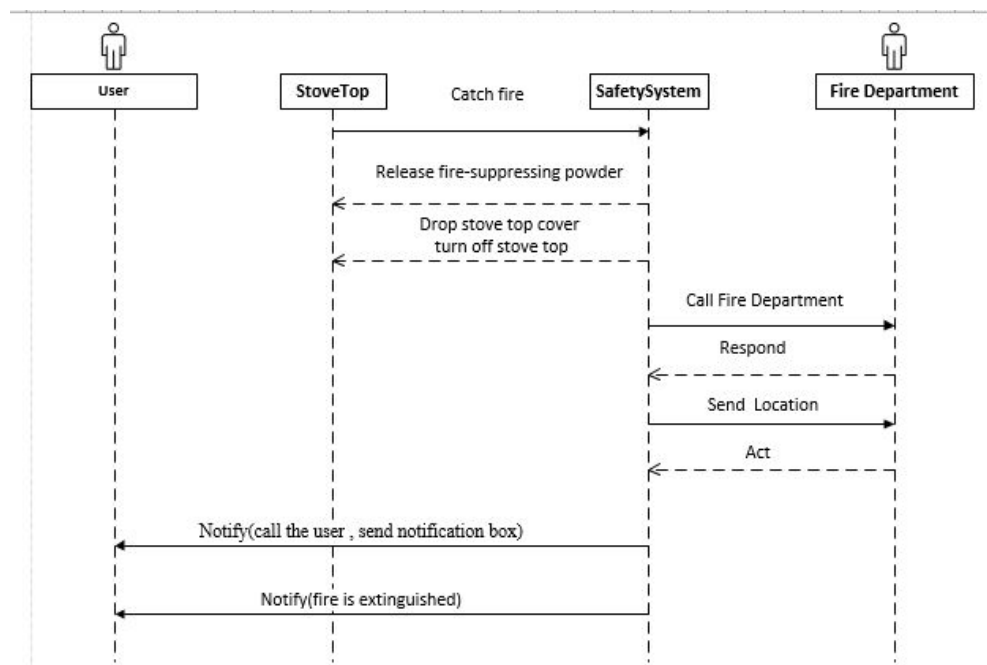 User
StoveTop
SafetySystem
Fire Department
Catch fire
Release fire-suppressing powder
Drop stove top cover
turn off stove top
Call Fire Department
Respond
Send Location
Act
Notify(call the user , send notification box)
Notify(fire is extinguished)